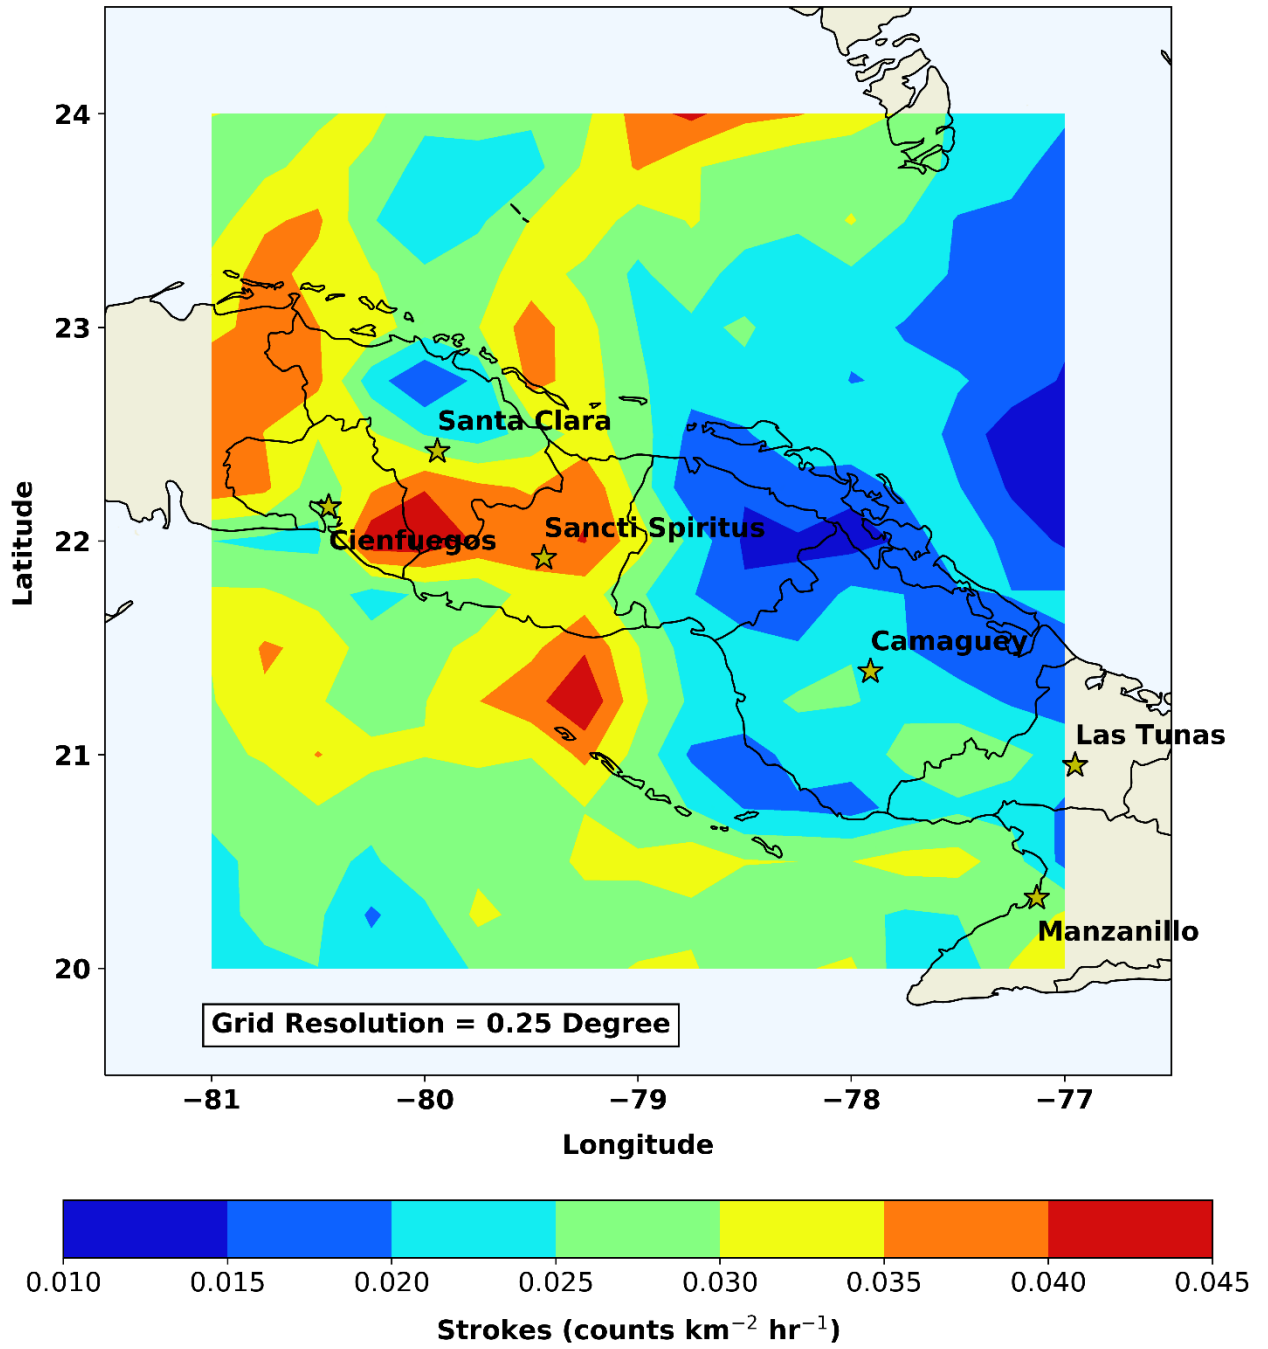 24
23
22
21
20
Latitude
Santa Clara
Cienfuegos
Sancti Spiritus
Camaguey
Las Tunas
Manzanillo
Grid Resolution = 0.25 Degree
−81 −80 −79 −78 −77
Longitude
0.010 0.015 0.020 0.025 0.030 0.035 0.040 0.045
Strokes (counts km⁻² hr⁻¹)